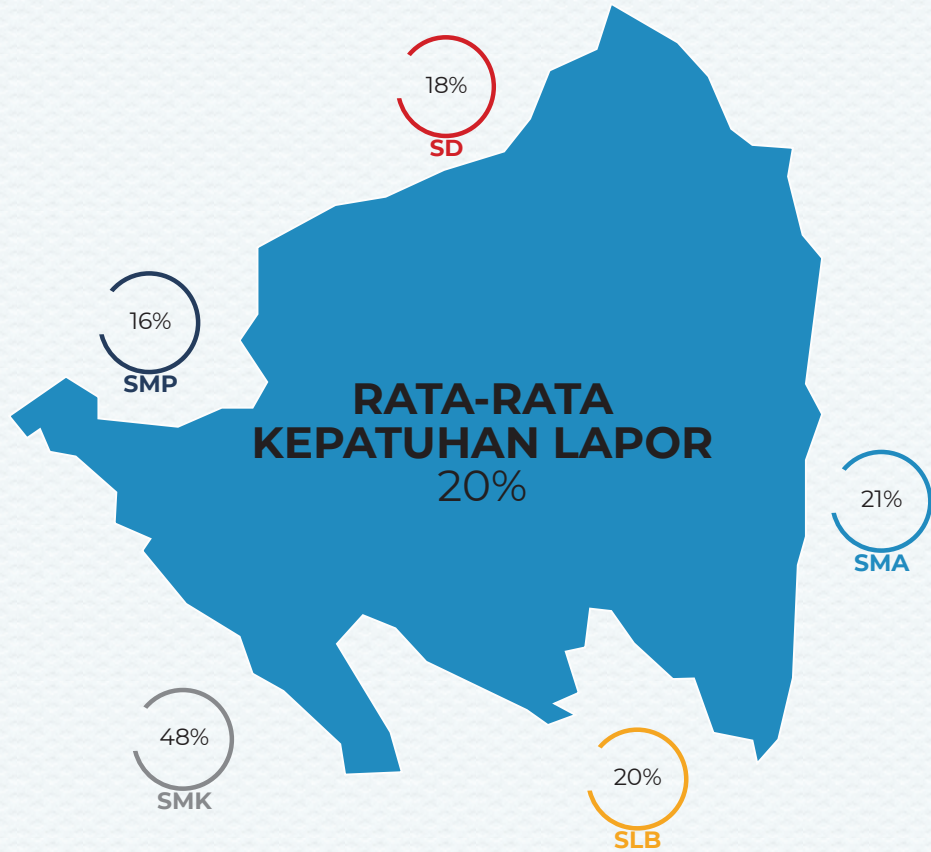 18%
SD
16%
SMP
RATA-RATA
KEPATUHAN LAPOR
20%
21%
SMA
48%
SMK
20%
SLB